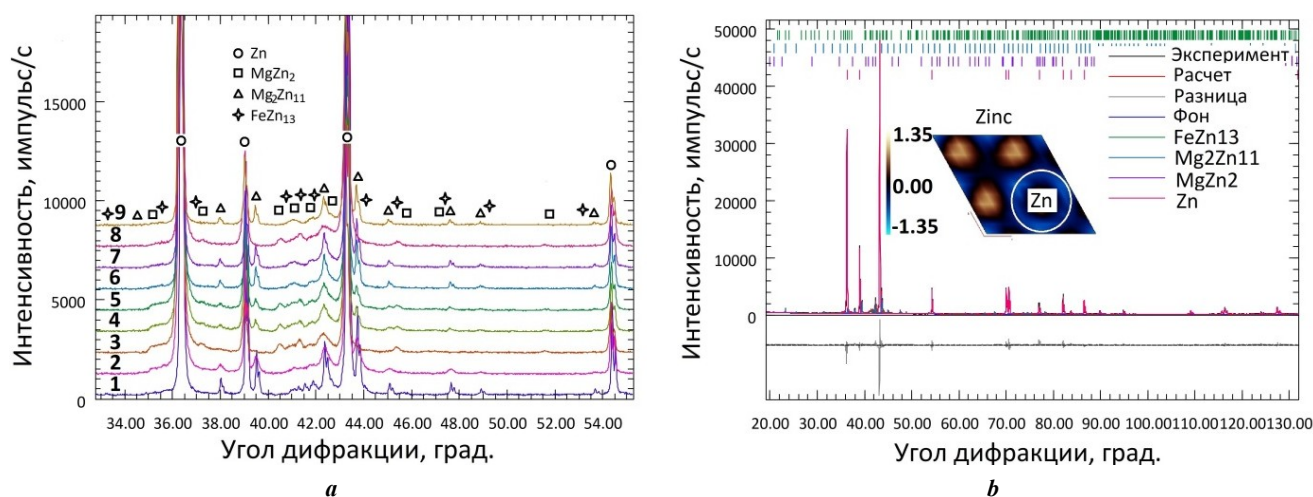 Интенсивность, импульс/с
15000
10000
5000
0
Zn
MgZn₂
Mg₂Zn₁₁
FeZn₁₃
9
8
7
6
5
4
3
2
1
34.00 36.00 38.00 40.00 42.00 44.00 46.00 48.00 50.00 52.00 54.00
Угол дифракции, град.
a
Интенсивность, импульс/с
50000
40000
30000
20000
10000
0
Эксперимент
Расчет
Разница
Фон
FeZn13
Mg2Zn11
MgZn2
Zn
Zinc
1.35
0.00
-1.35
Zn
20.00 30.00 40.00 50.00 60.00 70.00 80.00 90.00 100.00 110.00 120.00 130.00
Угол дифракции, град.
b